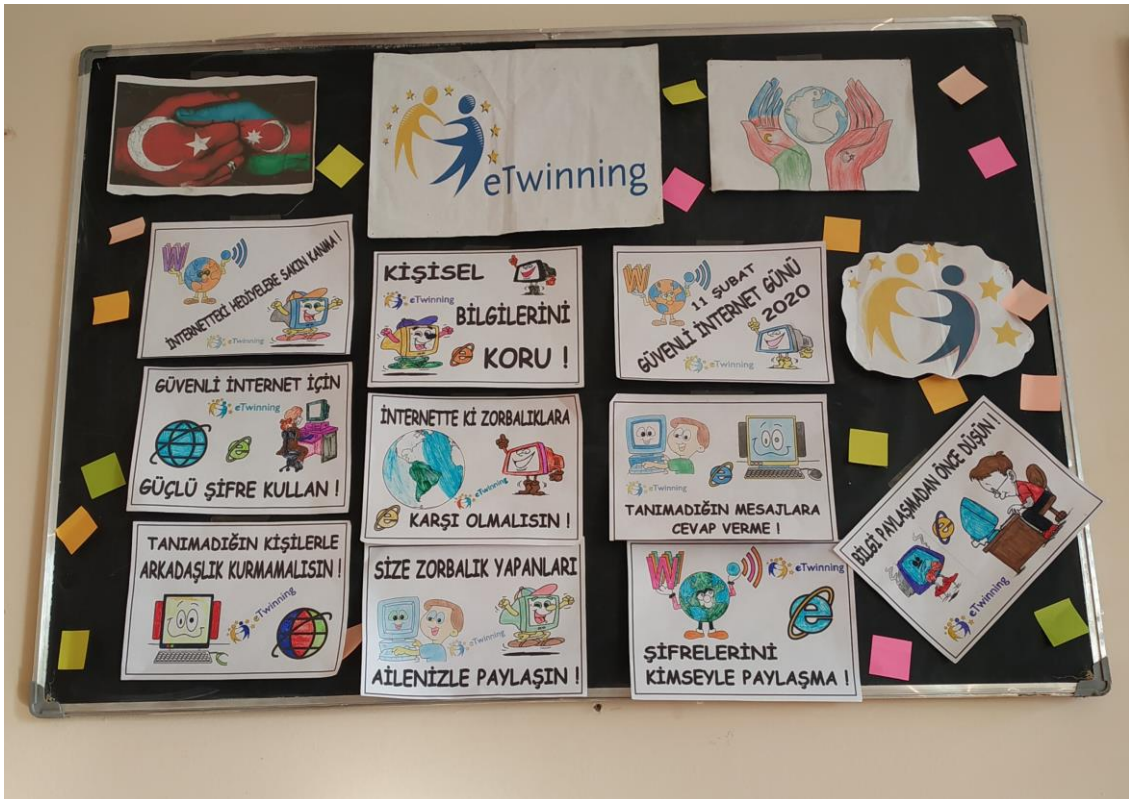 eTwinning
W
İNTERNETTEKİ HEDİYELERE SAKIN KANMA !
eTwinning
KİŞİSEL
eTwinning
BİLGİLERİNİ
KORU !
W
11 ŞUBAT
GÜVENLİ İNTERNET GÜNÜ
2020
eTwinning
GÜVENLİ İNTERNET İÇİN
eTwinning
GÜÇLÜ ŞİFRE KULLAN !
İNTERNETTE Kİ ZORBALIKLARA
eTwinning
KARŞI OLMALISIN !
eTwinning
TANIMADIĞIN MESAJLARA
CEVAP VERME !
BİLGİ PAYLAŞMADAN ÖNCE DÜŞÜN !
eTwinning
TANIMADIĞIN KİŞİLERLE
ARKADAŞLIK KURMAMALISIN !
eTwinning
SİZE ZORBALIK YAPANLARI
eTwinning
AİLENİZLE PAYLAŞIN !
W
eTwinning
ŞİFRELERİNİ
KİMSEYLE PAYLAŞMA !